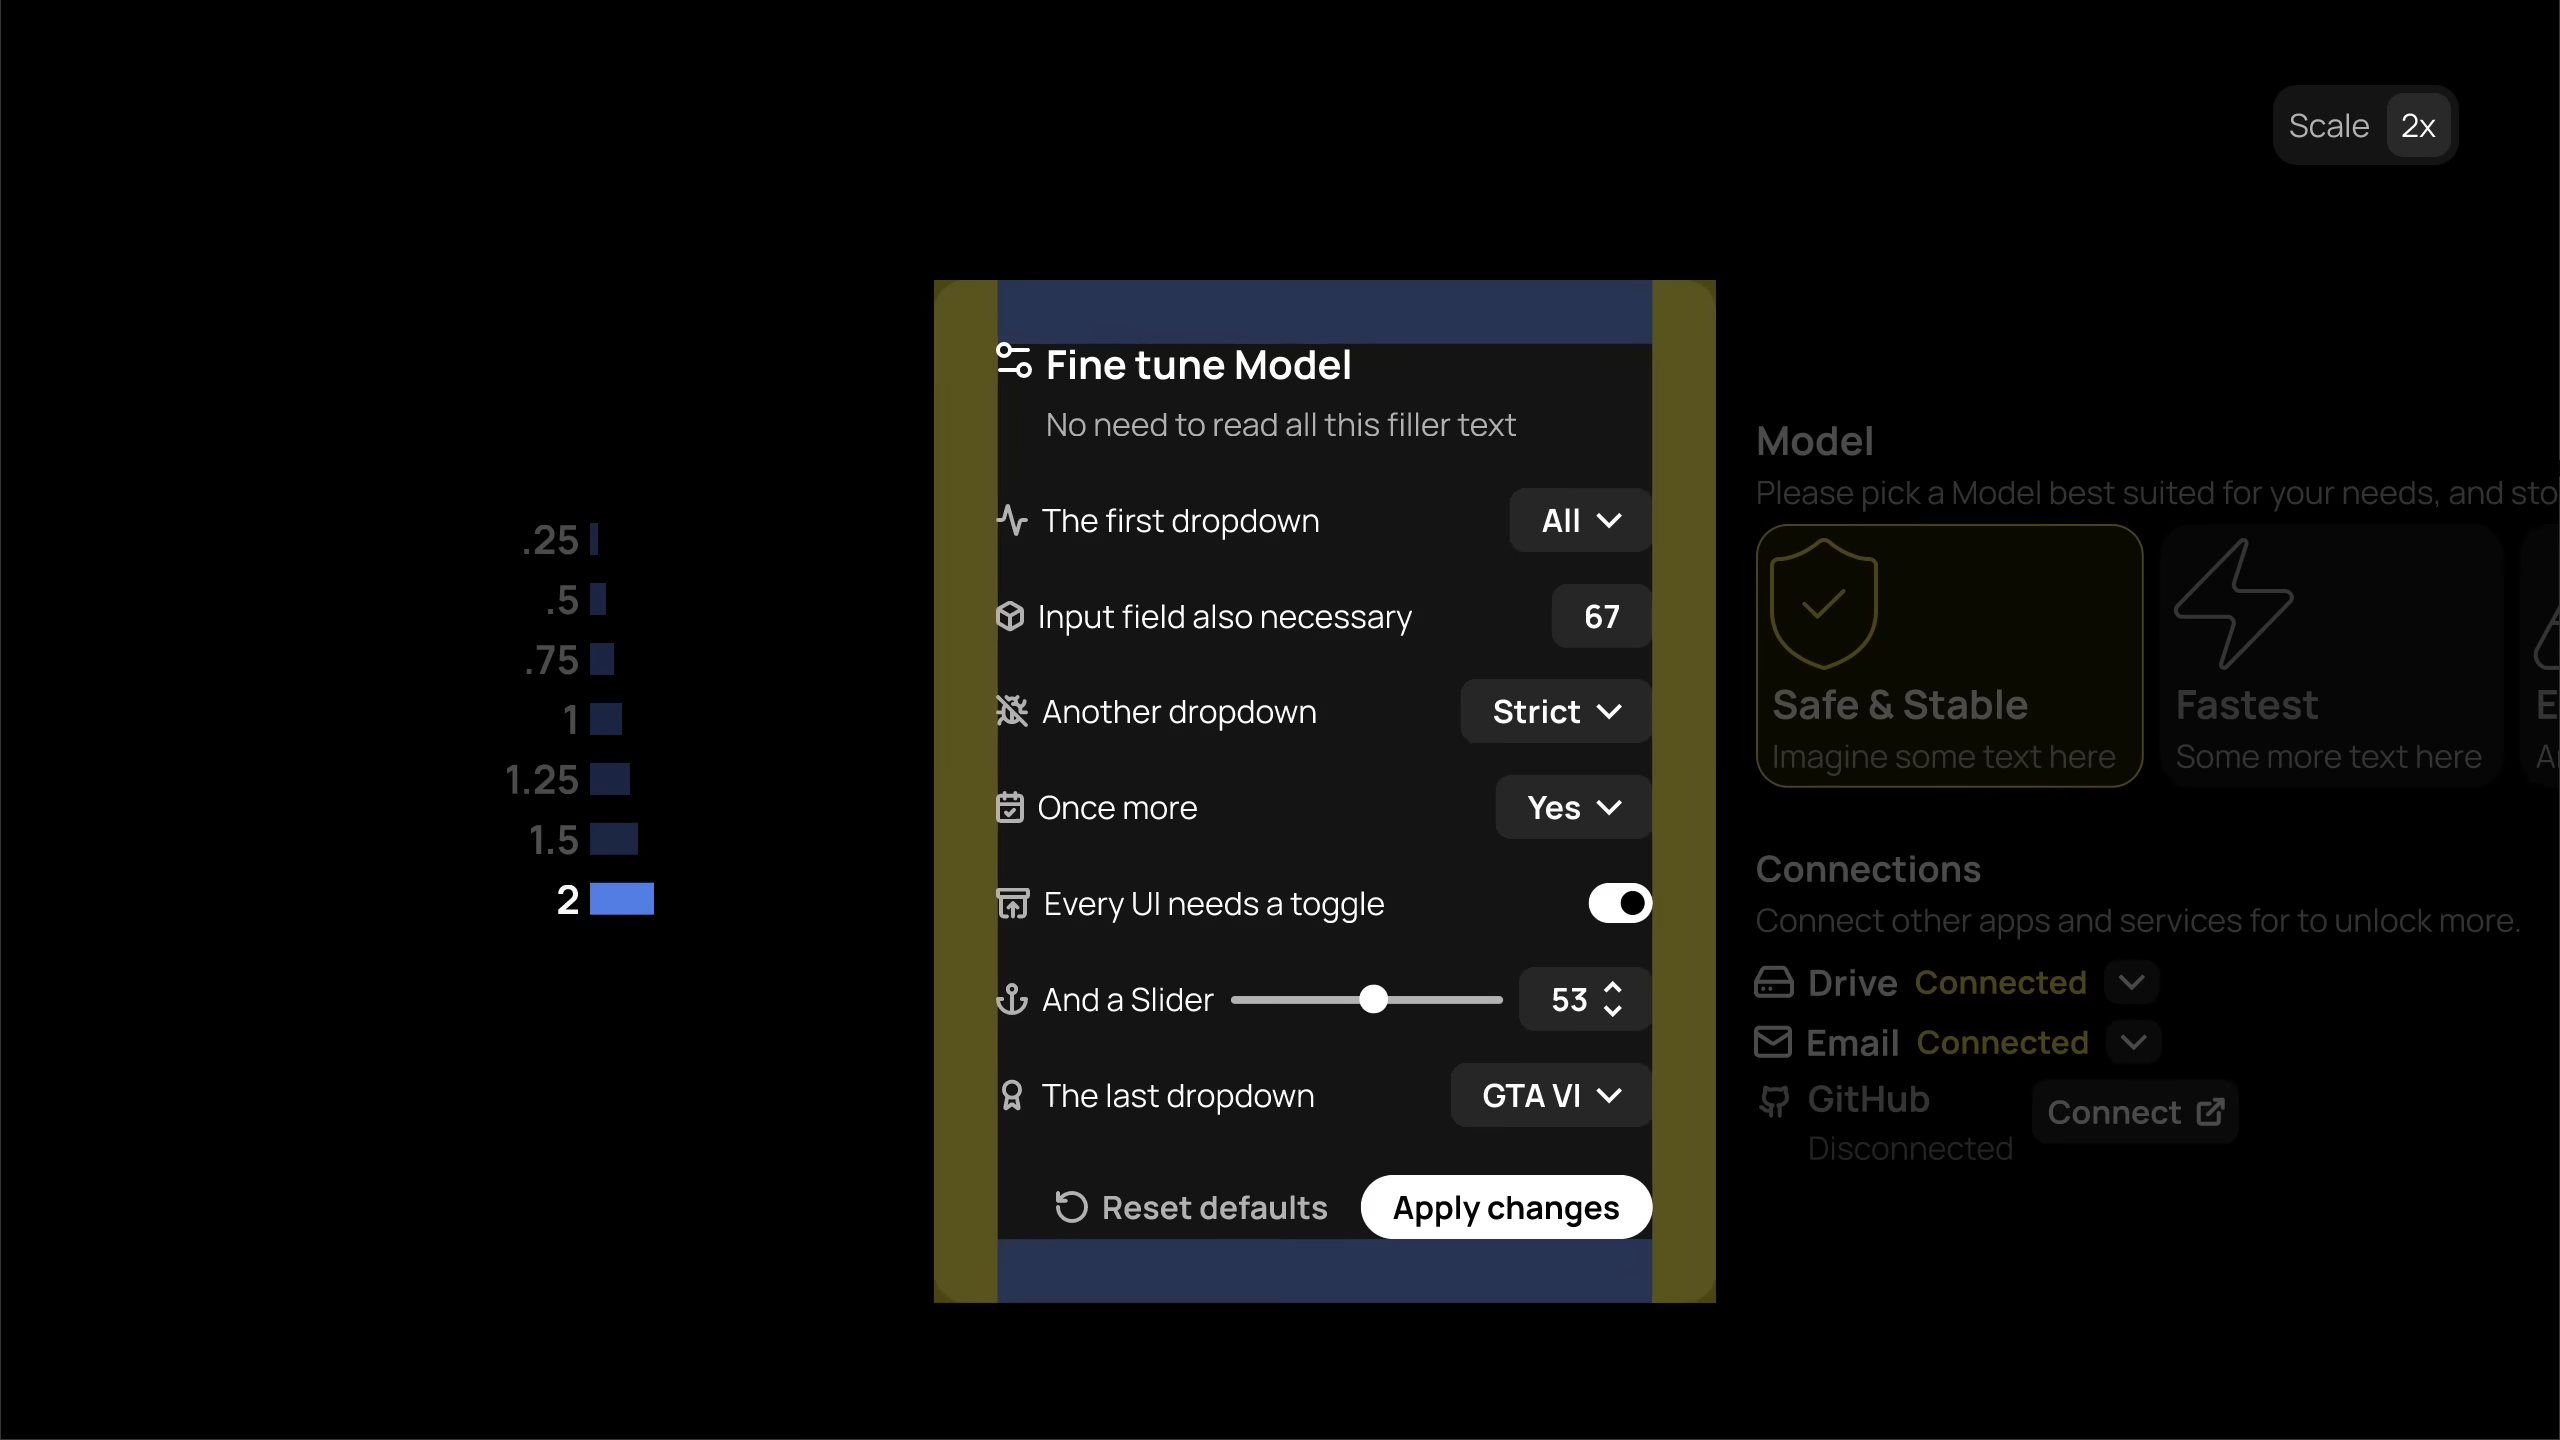 Scale 2x
.25
.5
.75
1
1.25
1.5
2
Fine tune Model
No need to read all this filler text
The first dropdown All
Input field also necessary 67
Another dropdown Strict
Once more Yes
Every UI needs a toggle
And a Slider 53
The last dropdown GTA VI
Reset defaults Apply changes
Model
Please pick a Model best suited for your needs, and sto
Safe & Stable
Imagine some text here
Fastest
Some more text here
Connections
Connect other apps and services for to unlock more.
Drive Connected
Email Connected
GitHub
Disconnected
Connect